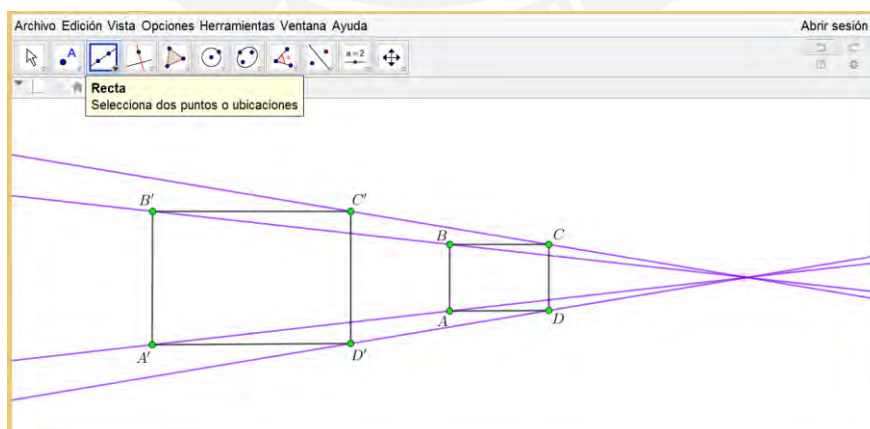 Archivo Edición Vista Opciones Herramientas Ventana Ayuda Abrir sesión
A a=2
Recta
Selecciona dos puntos o ubicaciones
B' C'
B C
A D
A' D'